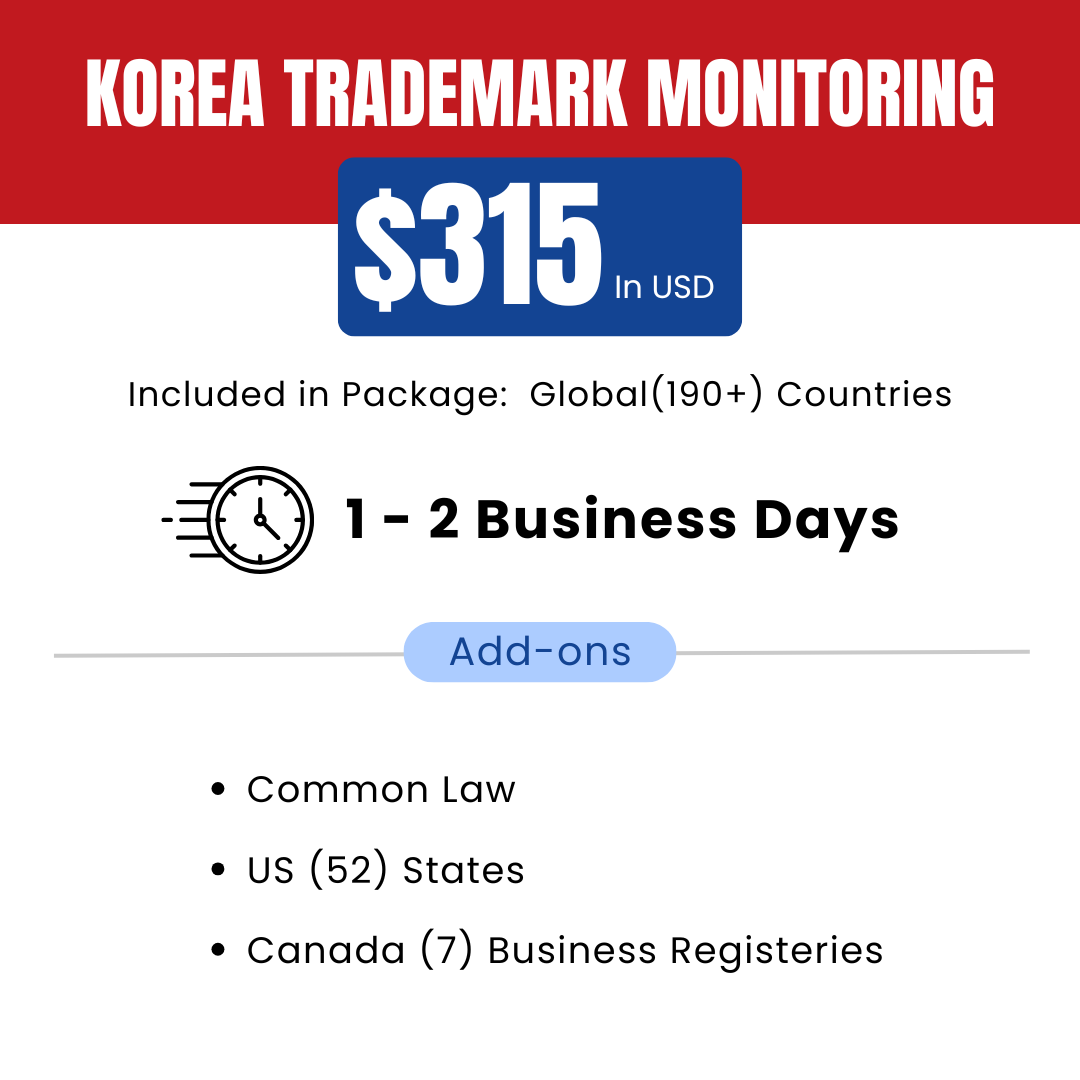 KOREA TRADEMARK MONITORING
$315 In USD
Included in Package: Global(190+) Countries
1 - 2 Business Days
Add-ons
• Common Law
• US (52) States
• Canada (7) Business Registeries